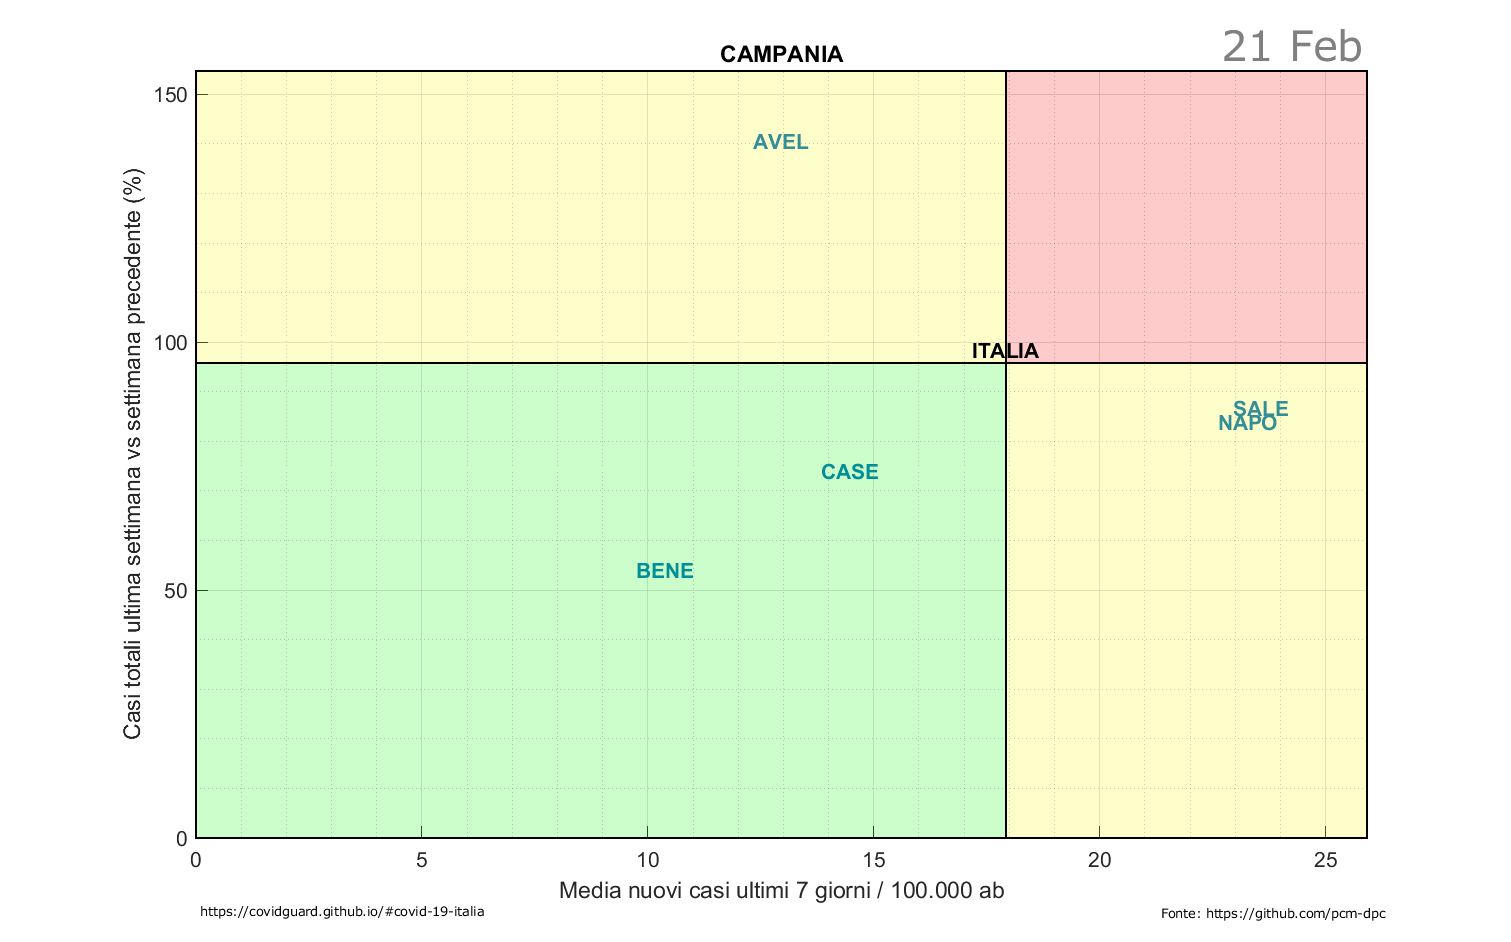 CAMPANIA
21 Feb
150
100
50
0
Casi totali ultima settimana vs settimana precedente (%)
AVEL
ITALIA
SALE
NAPO
CASE
BENE
0 5 10 15 20 25
Media nuovi casi ultimi 7 giorni / 100.000 ab
https://covidguard.github.io/#covid-19-italia
Fonte: https://github.com/pcm-dpc